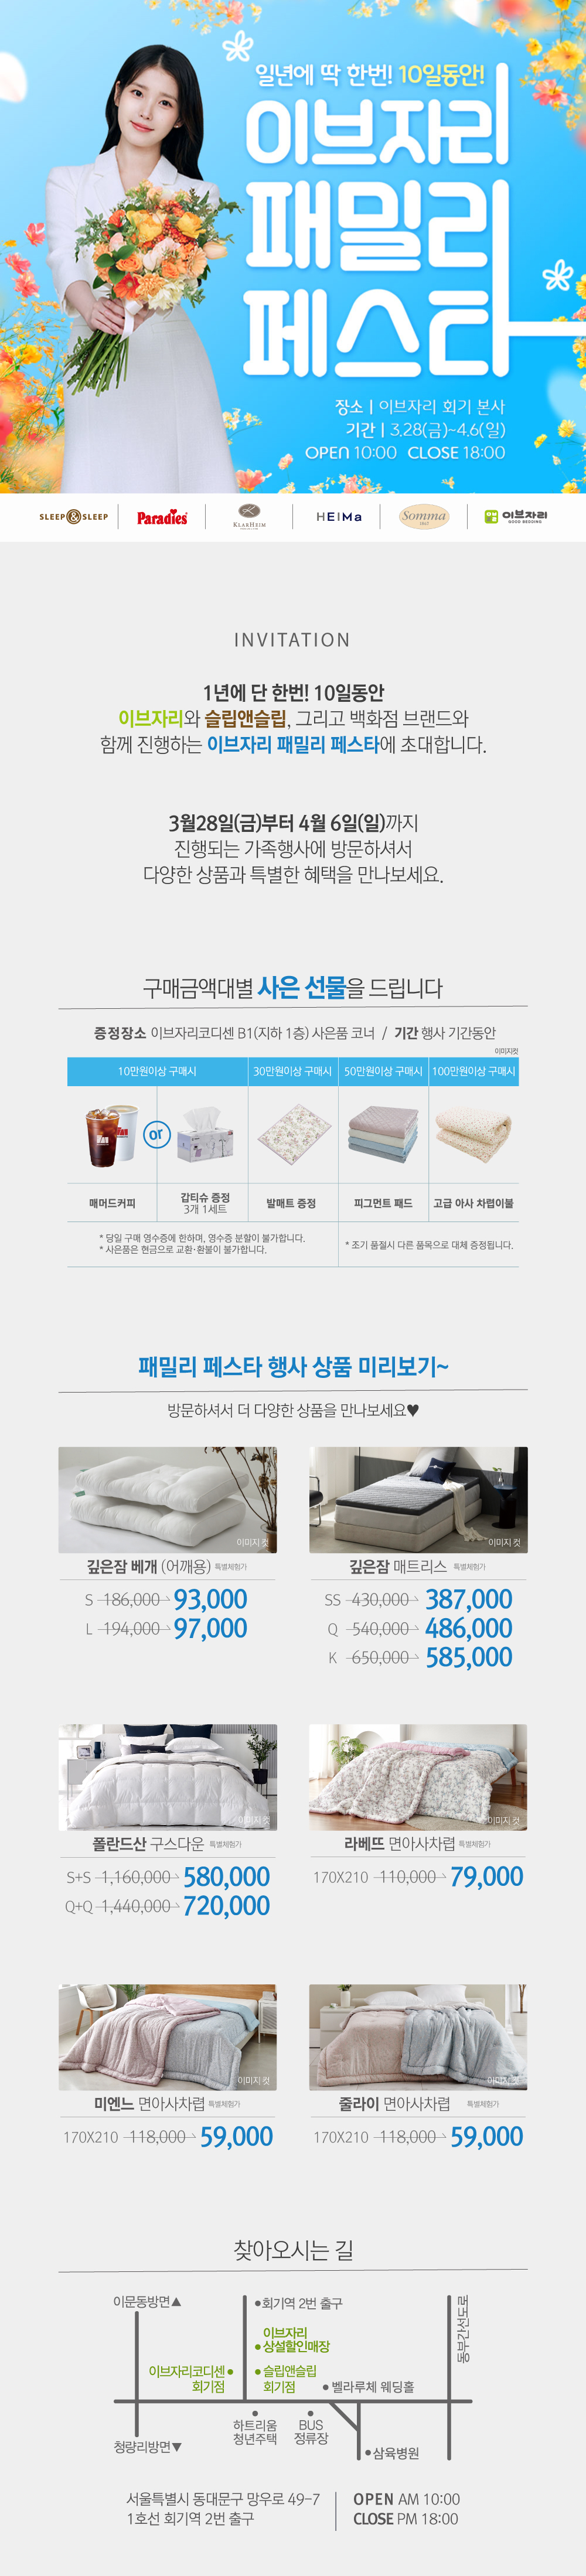 일년에 딱 한번! 10일동안!
이브자리
패밀리
페스타
장소 | 이브자리 회기 본사
기간 | 3.28(금)~4.6(일)
OPEN 10:00 CLOSE 18:00
SLEEP & SLEEP
Paradies
KLARHEIM
HEIMa
Somma
이브자리
GOOD BEDDING
INVITATION
1년에 단 한번! 10일동안
이브자리와 슬립앤슬립, 그리고 백화점 브랜드와
함께 진행하는 이브자리 패밀리 페스타에 초대합니다.
3월28일(금)부터 4월 6일(일)까지
진행되는 가족행사에 방문하셔서
다양한 상품과 특별한 혜택을 만나보세요.
구매금액대별 사은 선물을 드립니다
증정장소 이브자리코디센 B1(지하 1층) 사은품 코너 / 기간 행사 기간동안
이미지컷
10만원이상 구매시 30만원이상 구매시 50만원이상 구매시 100만원이상 구매시
or
매머드커피 갑티슈 증정 발매트 증정 피그먼트 패드 고급 아사 차렵이불
3개 1세트
* 당일 구매 영수증에 한하며, 영수증 분할이 불가합니다.
* 사은품은 현금으로 교환·환불이 불가합니다.
* 조기 품절시 다른 품목으로 대체 증정됩니다.
패밀리 페스타 행사 상품 미리보기~
방문하셔서 더 다양한 상품을 만나보세요♥
이미지 컷
깊은잠 베개 (어깨용) 특별체험가
S 186,000 → 93,000
L 194,000 → 97,000
이미지 컷
깊은잠 매트리스 특별체험가
SS 430,000 → 387,000
Q 540,000 → 486,000
K 650,000 → 585,000
이미지 컷
폴란드산 구스다운 특별체험가
S+S 1,160,000 → 580,000
Q+Q 1,440,000 → 720,000
이미지 컷
라베뜨 면아사차렵 특별체험가
170X210 110,000 → 79,000
이미지 컷
미엔느 면아사차렵 특별체험가
170X210 118,000 → 59,000
이미지 컷
줄라이 면아사차렵 특별체험가
170X210 118,000 → 59,000
찾아오시는 길
이문동방면▲
●회기역 2번 출구
동부간선도로
이브자리
●상설할인매장
이브자리코디센●
회기점
●슬립앤슬립
회기점
●벨라루체 웨딩홀
하트리움
청년주택
BUS
정류장
청량리방면▼
●삼육병원
서울특별시 동대문구 망우로 49-7
1호선 회기역 2번 출구
OPEN AM 10:00
CLOSE PM 18:00